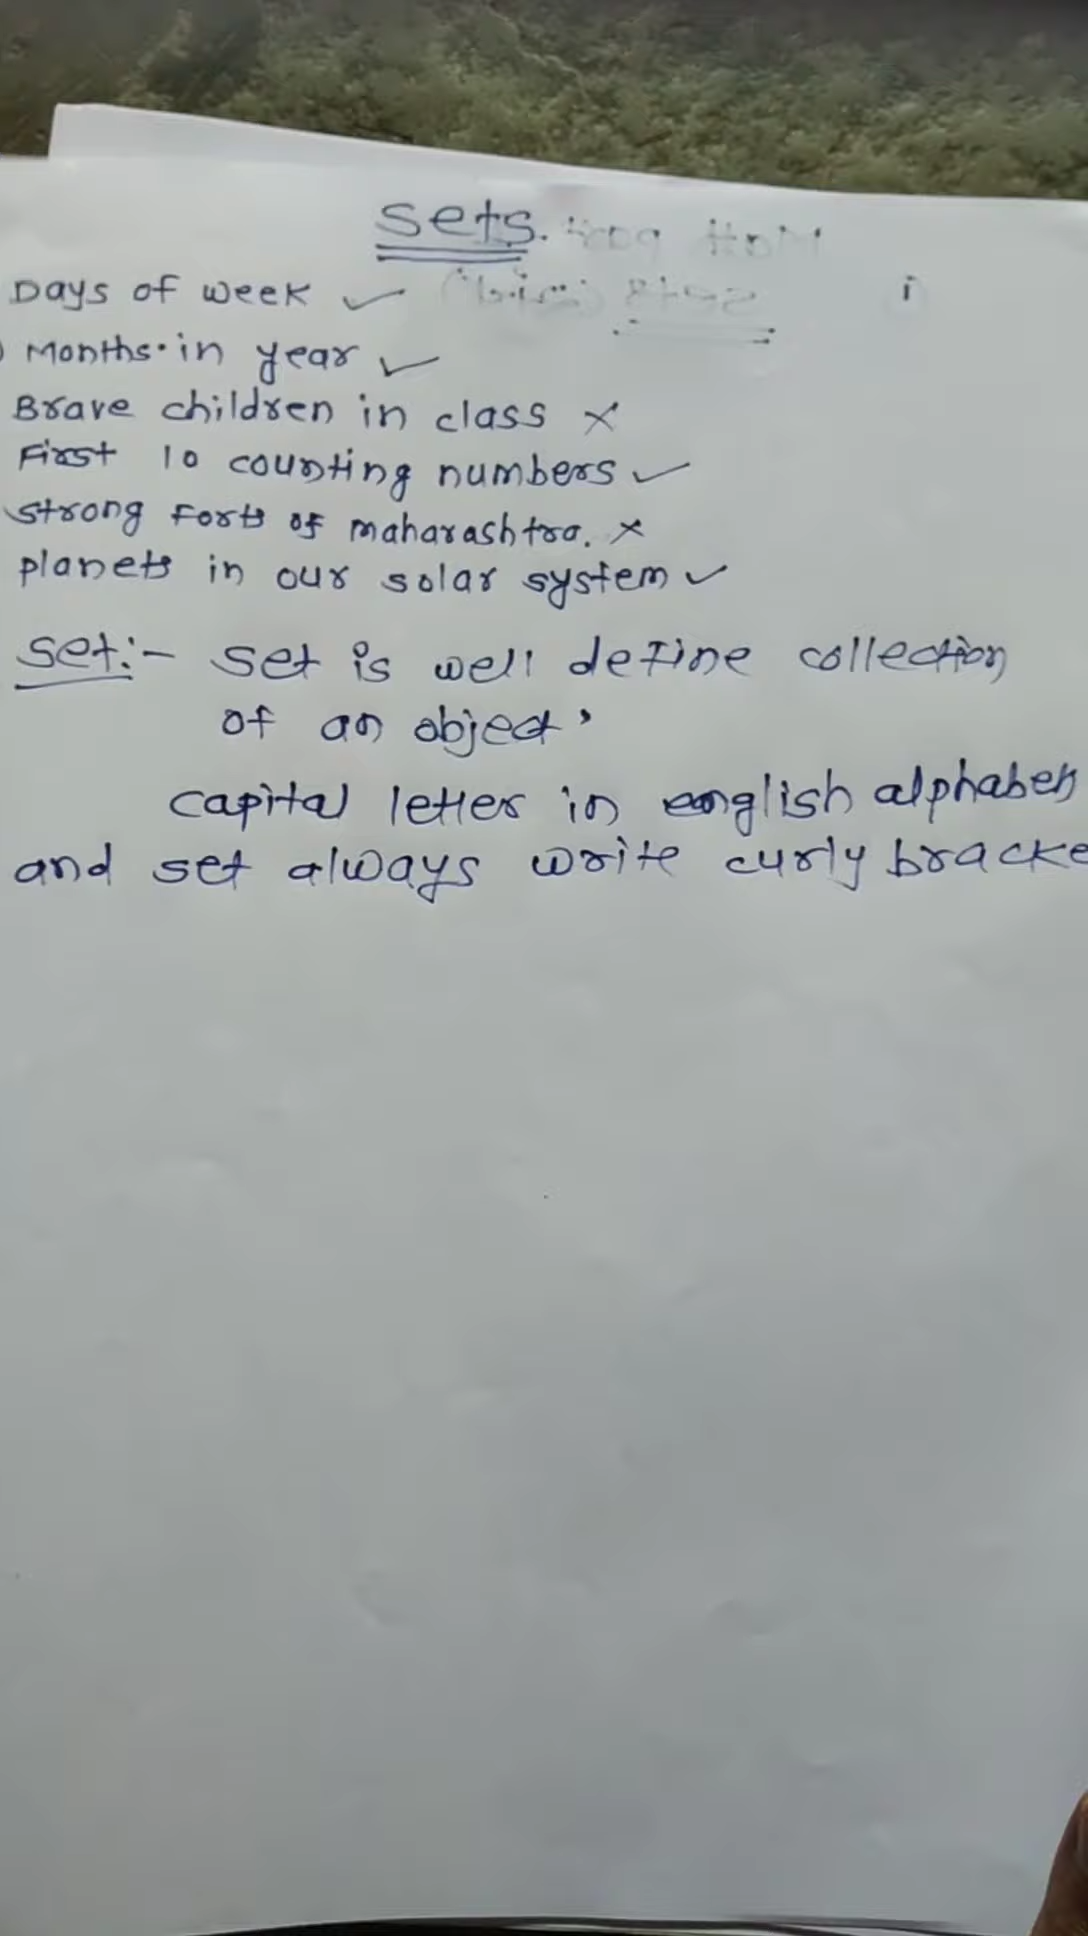 Sets.
Days of week ✓
Months. in year ✓
Brave children in class ×
First 10 counting numbers ✓
strong Forts of maharashtra. ×
planets in our solar system ✓
set:- set is well define collection
of an object,
capital letter in english alphabets
and set always write curly bracke